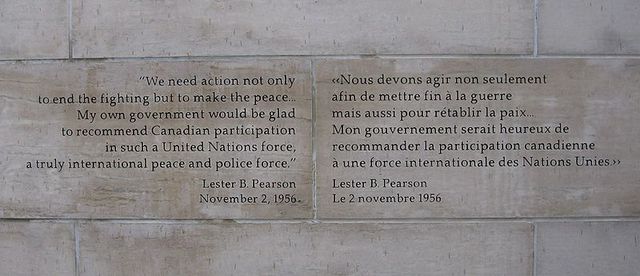 “We need action not only
to end the fighting but to make the peace...
My own government would be glad
to recommend Canadian participation
in such a United Nations force,
a truly international peace and police force.”
Lester B. Pearson
November 2, 1956
‹‹Nous devons agir non seulement
afin de mettre fin à la guerre
mais aussi pour rétablir la paix...
Mon gouvernement serait heureux de
recommander la participation canadienne
à une force internationale des Nations Unies.››
Lester B. Pearson
Le 2 novembre 1956